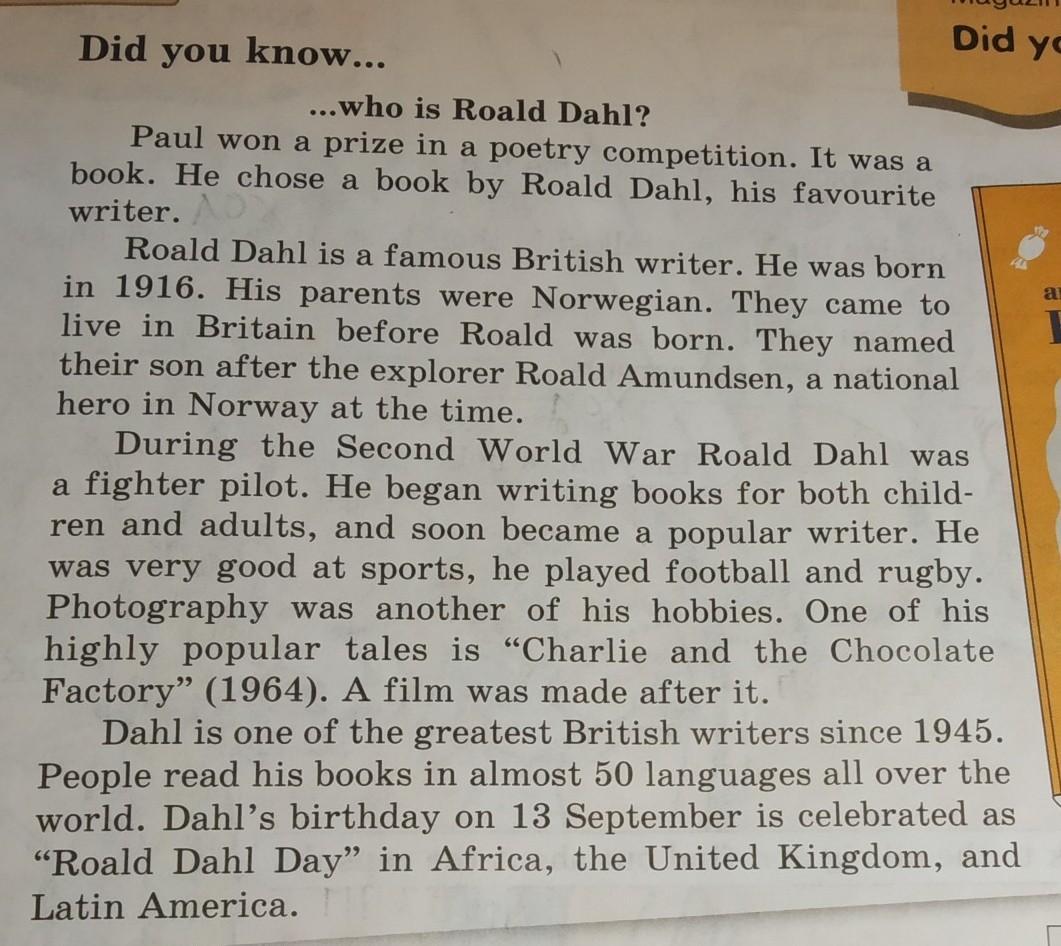 Did you know...
...who is Roald Dahl?
Paul won a prize in a poetry competition. It was a
book. He chose a book by Roald Dahl, his favourite
writer.
Roald Dahl is a famous British writer. He was born
in 1916. His parents were Norwegian. They came to
live in Britain before Roald was born. They named
their son after the explorer Roald Amundsen, a national
hero in Norway at the time.
During the Second World War Roald Dahl was
a fighter pilot. He began writing books for both child-
ren and adults, and soon became a popular writer. He
was very good at sports, he played football and rugby.
Photography was another of his hobbies. One of his
highly popular tales is “Charlie and the Chocolate
Factory” (1964). A film was made after it.
Dahl is one of the greatest British writers since 1945.
People read his books in almost 50 languages all over the
world. Dahl’s birthday on 13 September is celebrated as
“Roald Dahl Day” in Africa, the United Kingdom, and
Latin America.
Did